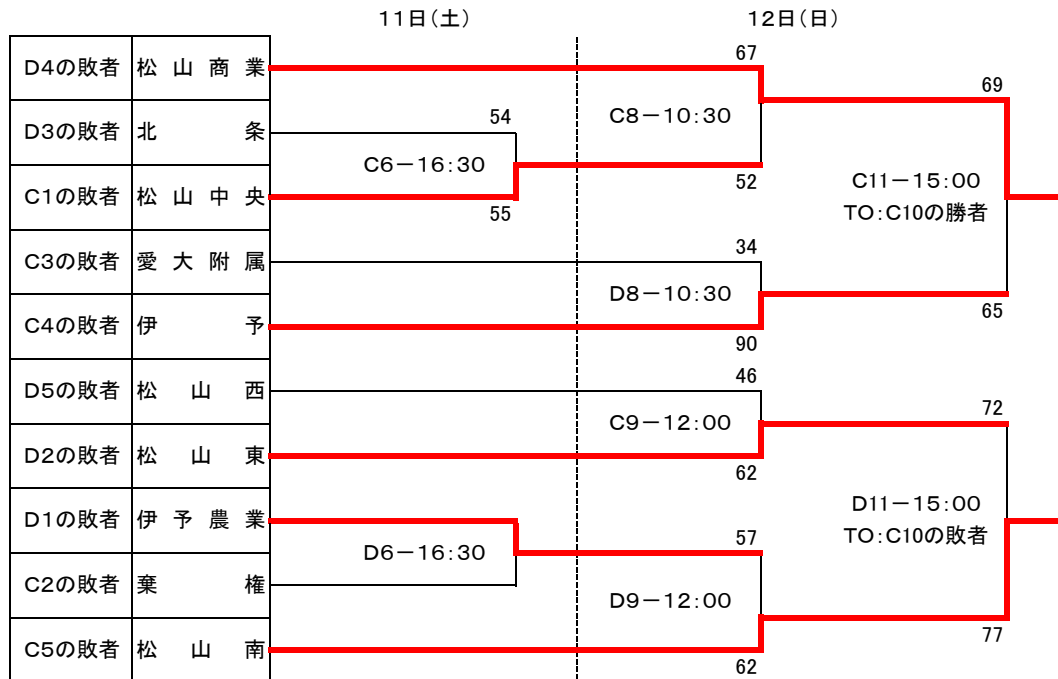 11日(土)
12日(日)
D4の敗者 松山商業
D3の敗者 北条
C1の敗者 松山中央
C3の敗者 愛大附属
C4の敗者 伊予
D5の敗者 松山西
D2の敗者 松山東
D1の敗者 伊予農業
C2の敗者 棄権
C5の敗者 松山南
54
C6-16:30
55
D6-16:30
67
C8-10:30
52
34
D8-10:30
90
46
C9-12:00
62
57
D9-12:00
62
69
C11-15:00
TO:C10の勝者
65
72
D11-15:00
TO:C10の敗者
77